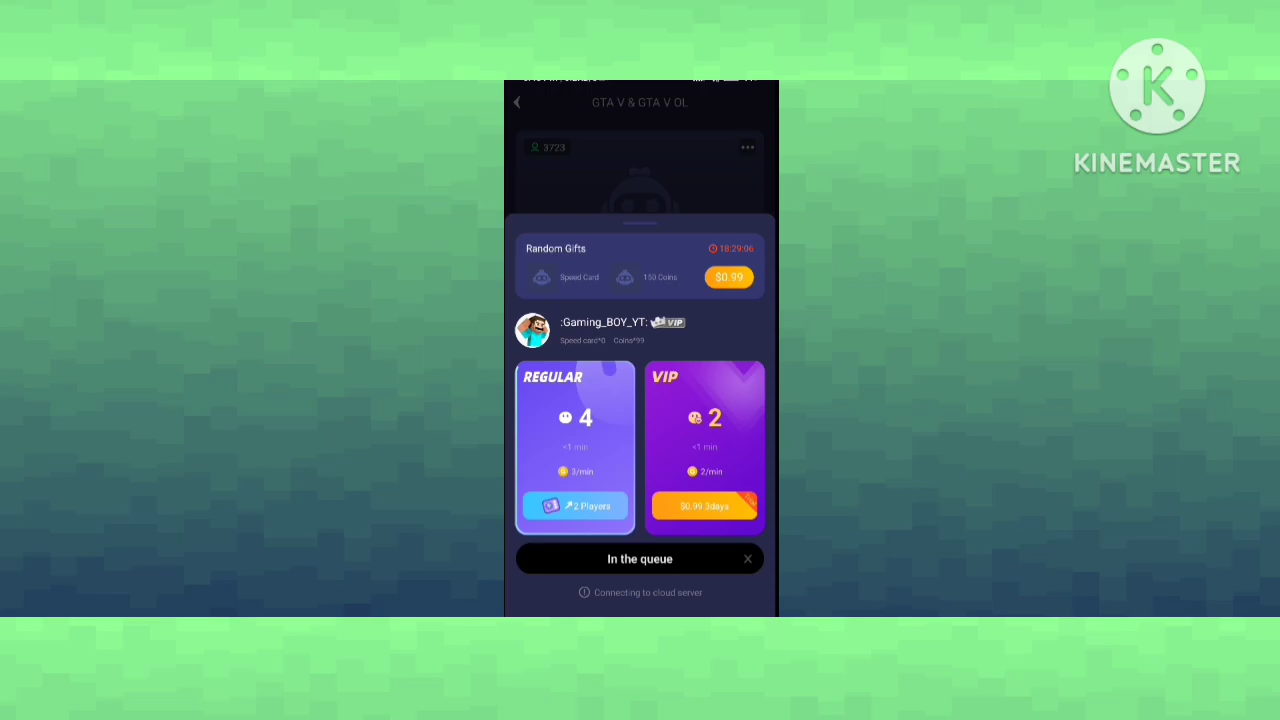 KINEMASTER
GTA V & GTA V OL
3723
Random Gifts
18:29:06
Speed Card
150 Coins
$0.99
:Gaming_BOY_YT: VIP
Speed card*0 Coins*99
REGULAR
4
<1 min
3/min
2 Players
VIP
2
<1 min
2/min
$0.99 3days
In the queue
Connecting to cloud server